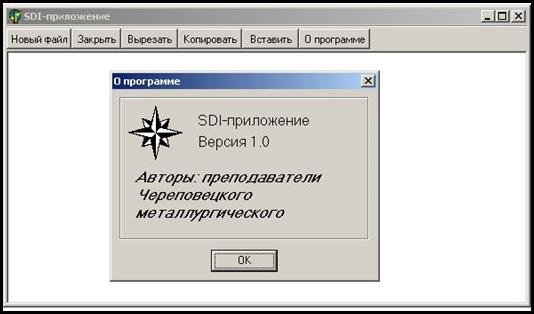 SDI-приложение
Новый файл Закрыть Вырезать Копировать Вставить О программе
О программе
SDI-приложение
Версия 1.0
Авторы: преподаватели
Череповецкого
металлургического
OK